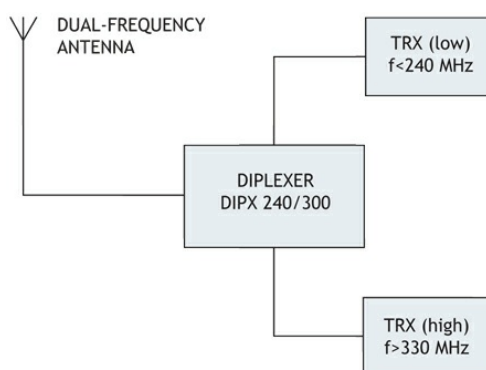 DUAL-FREQUENCY
ANTENNA
TRX (low)
f<240 MHz
DIPLEXER
DIPX 240/300
TRX (high)
f>330 MHz